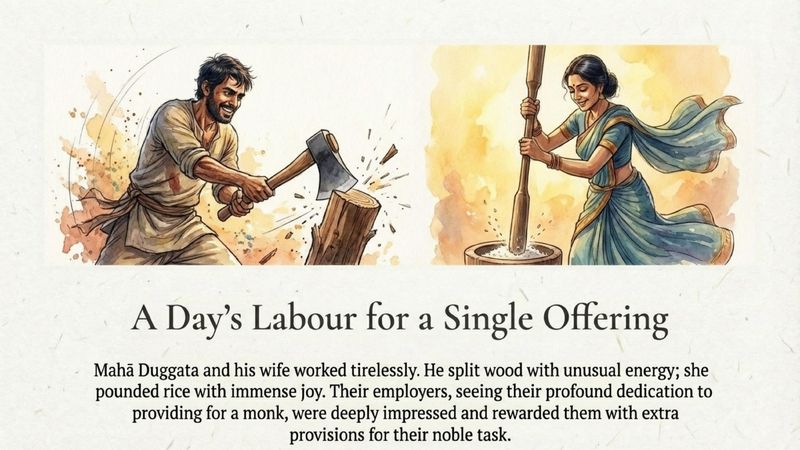 A Day’s Labour for a Single Offering
Mahā Duggata and his wife worked tirelessly. He split wood with unusual energy; she
pounded rice with immense joy. Their employers, seeing their profound dedication to
providing for a monk, were deeply impressed and rewarded them with extra
provisions for their noble task.